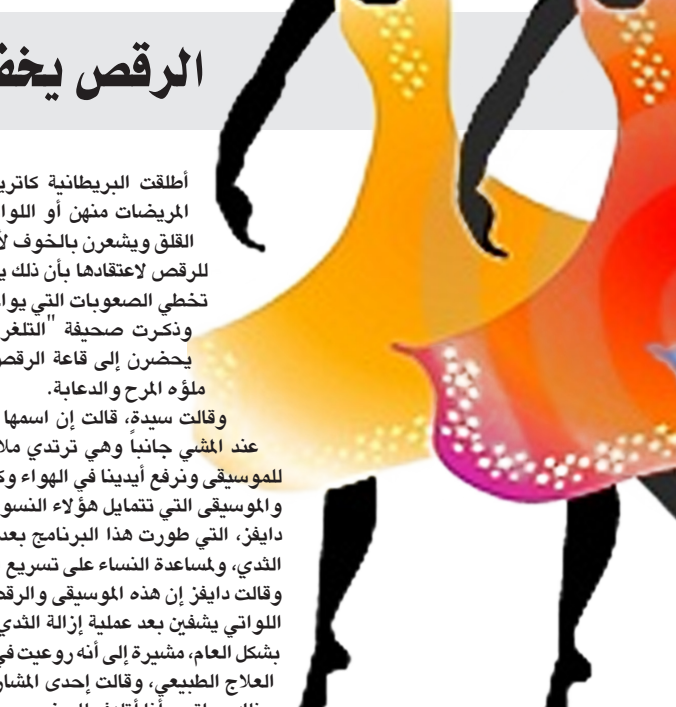 الرقص يخف
أطلقت البريطانية كاتري
المريضات منهن أو اللوا
القلق ويشعرن بالخوف لأ
للرقص لاعتقادها بأن ذلك ي
تخطي الصعوبات التي يوا
وذكرت صحيفة "التلغر
يحضرن إلى قاعة الرقص
ملؤه المرح والدعابة.
وقالت سيدة، قالت إن اسمها
عند المشي جانباً وهي ترتدي ملا
للموسيقى ونرفع أيدينا في الهواء وك
والموسيقى التي تتمايل هؤلاء النسو
دايفز، التي طورت هذا البرنامج بعد
الثدي، ولمساعدة النساء على تسريع
وقالت دايفز إن هذه الموسيقى والرقص
اللواتي يشفين بعد عملية إزالة الثدي
بشكل العام، مشيرة إلى أنه روعيت في
العلاج الطبيعي، وقالت إحدى المشار